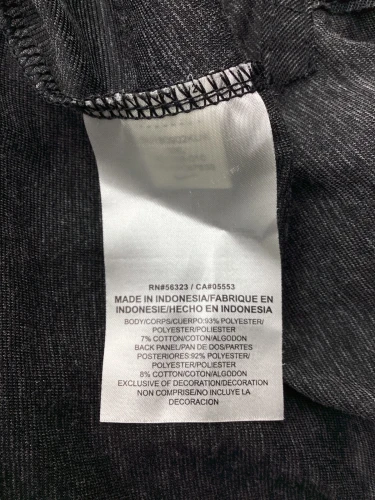 RN#56323 / CA#05553
MADE IN INDONESIA/FABRIQUE EN
INDONESIE/HECHO EN INDONESIA
BODY/CORPS/CUERPO:93% POLYESTER/
POLYESTER/POLIESTER
7% COTTON/COTON/ALGODON
BACK PANEL/PAN DE DOS/PARTES
POSTERIORES:92% POLYESTER/
POLYESTER/POLIESTER
8% COTTON/COTON/ALGODON
EXCLUSIVE OF DECORATION/DECORATION
NON COMPRISE/NO INCLUYE LA
DECORACION